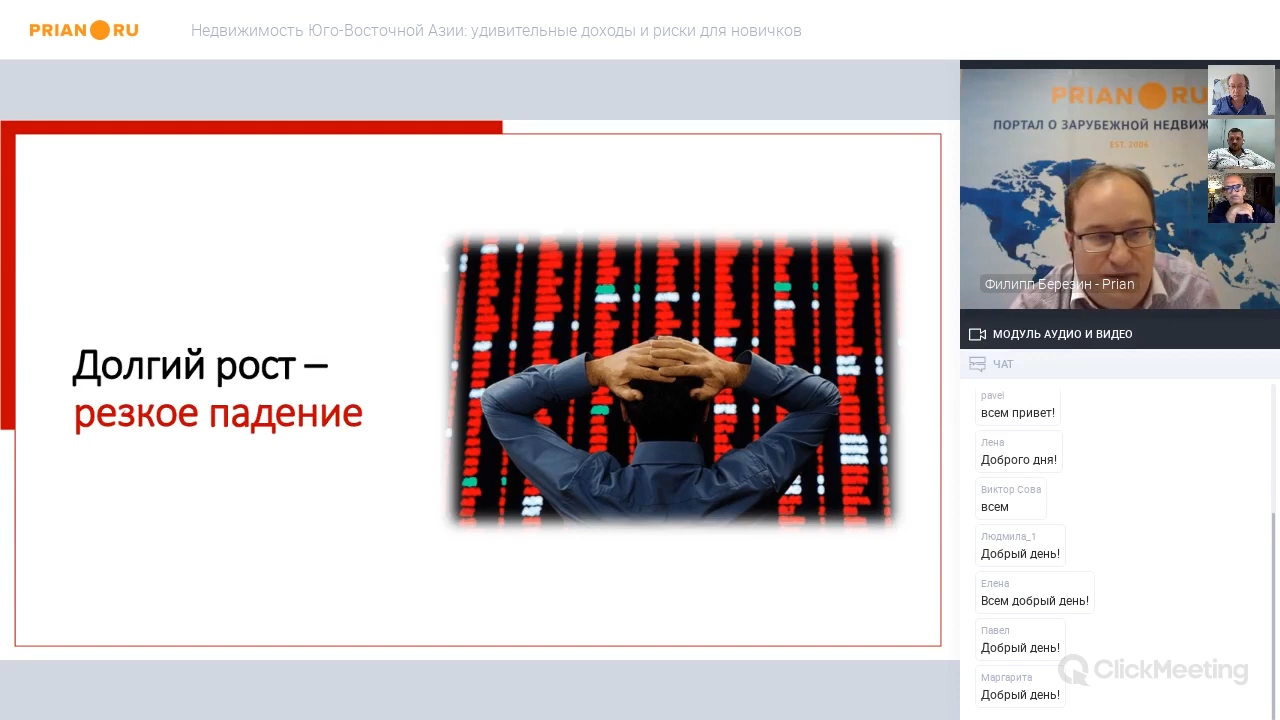 PRIAN RU
Недвижимость Юго-Восточной Азии: удивительные доходы и риски для новичков
Долгий рост –
резкое падение
PRIAN RU
ПОРТАЛ О ЗАРУБЕЖНОЙ
EST. 2006
Филипп Березин - Prian
МОДУЛЬ АУДИО И ВИДЕО
ЧАТ
pavel
всем привет!
Лена
Доброго дня!
Виктор Сова
всем
Людмила_1
Добрый день!
Елена
Всем добрый день!
Павел
Добрый день!
Маргарита
Добрый день!
ClickMeeting